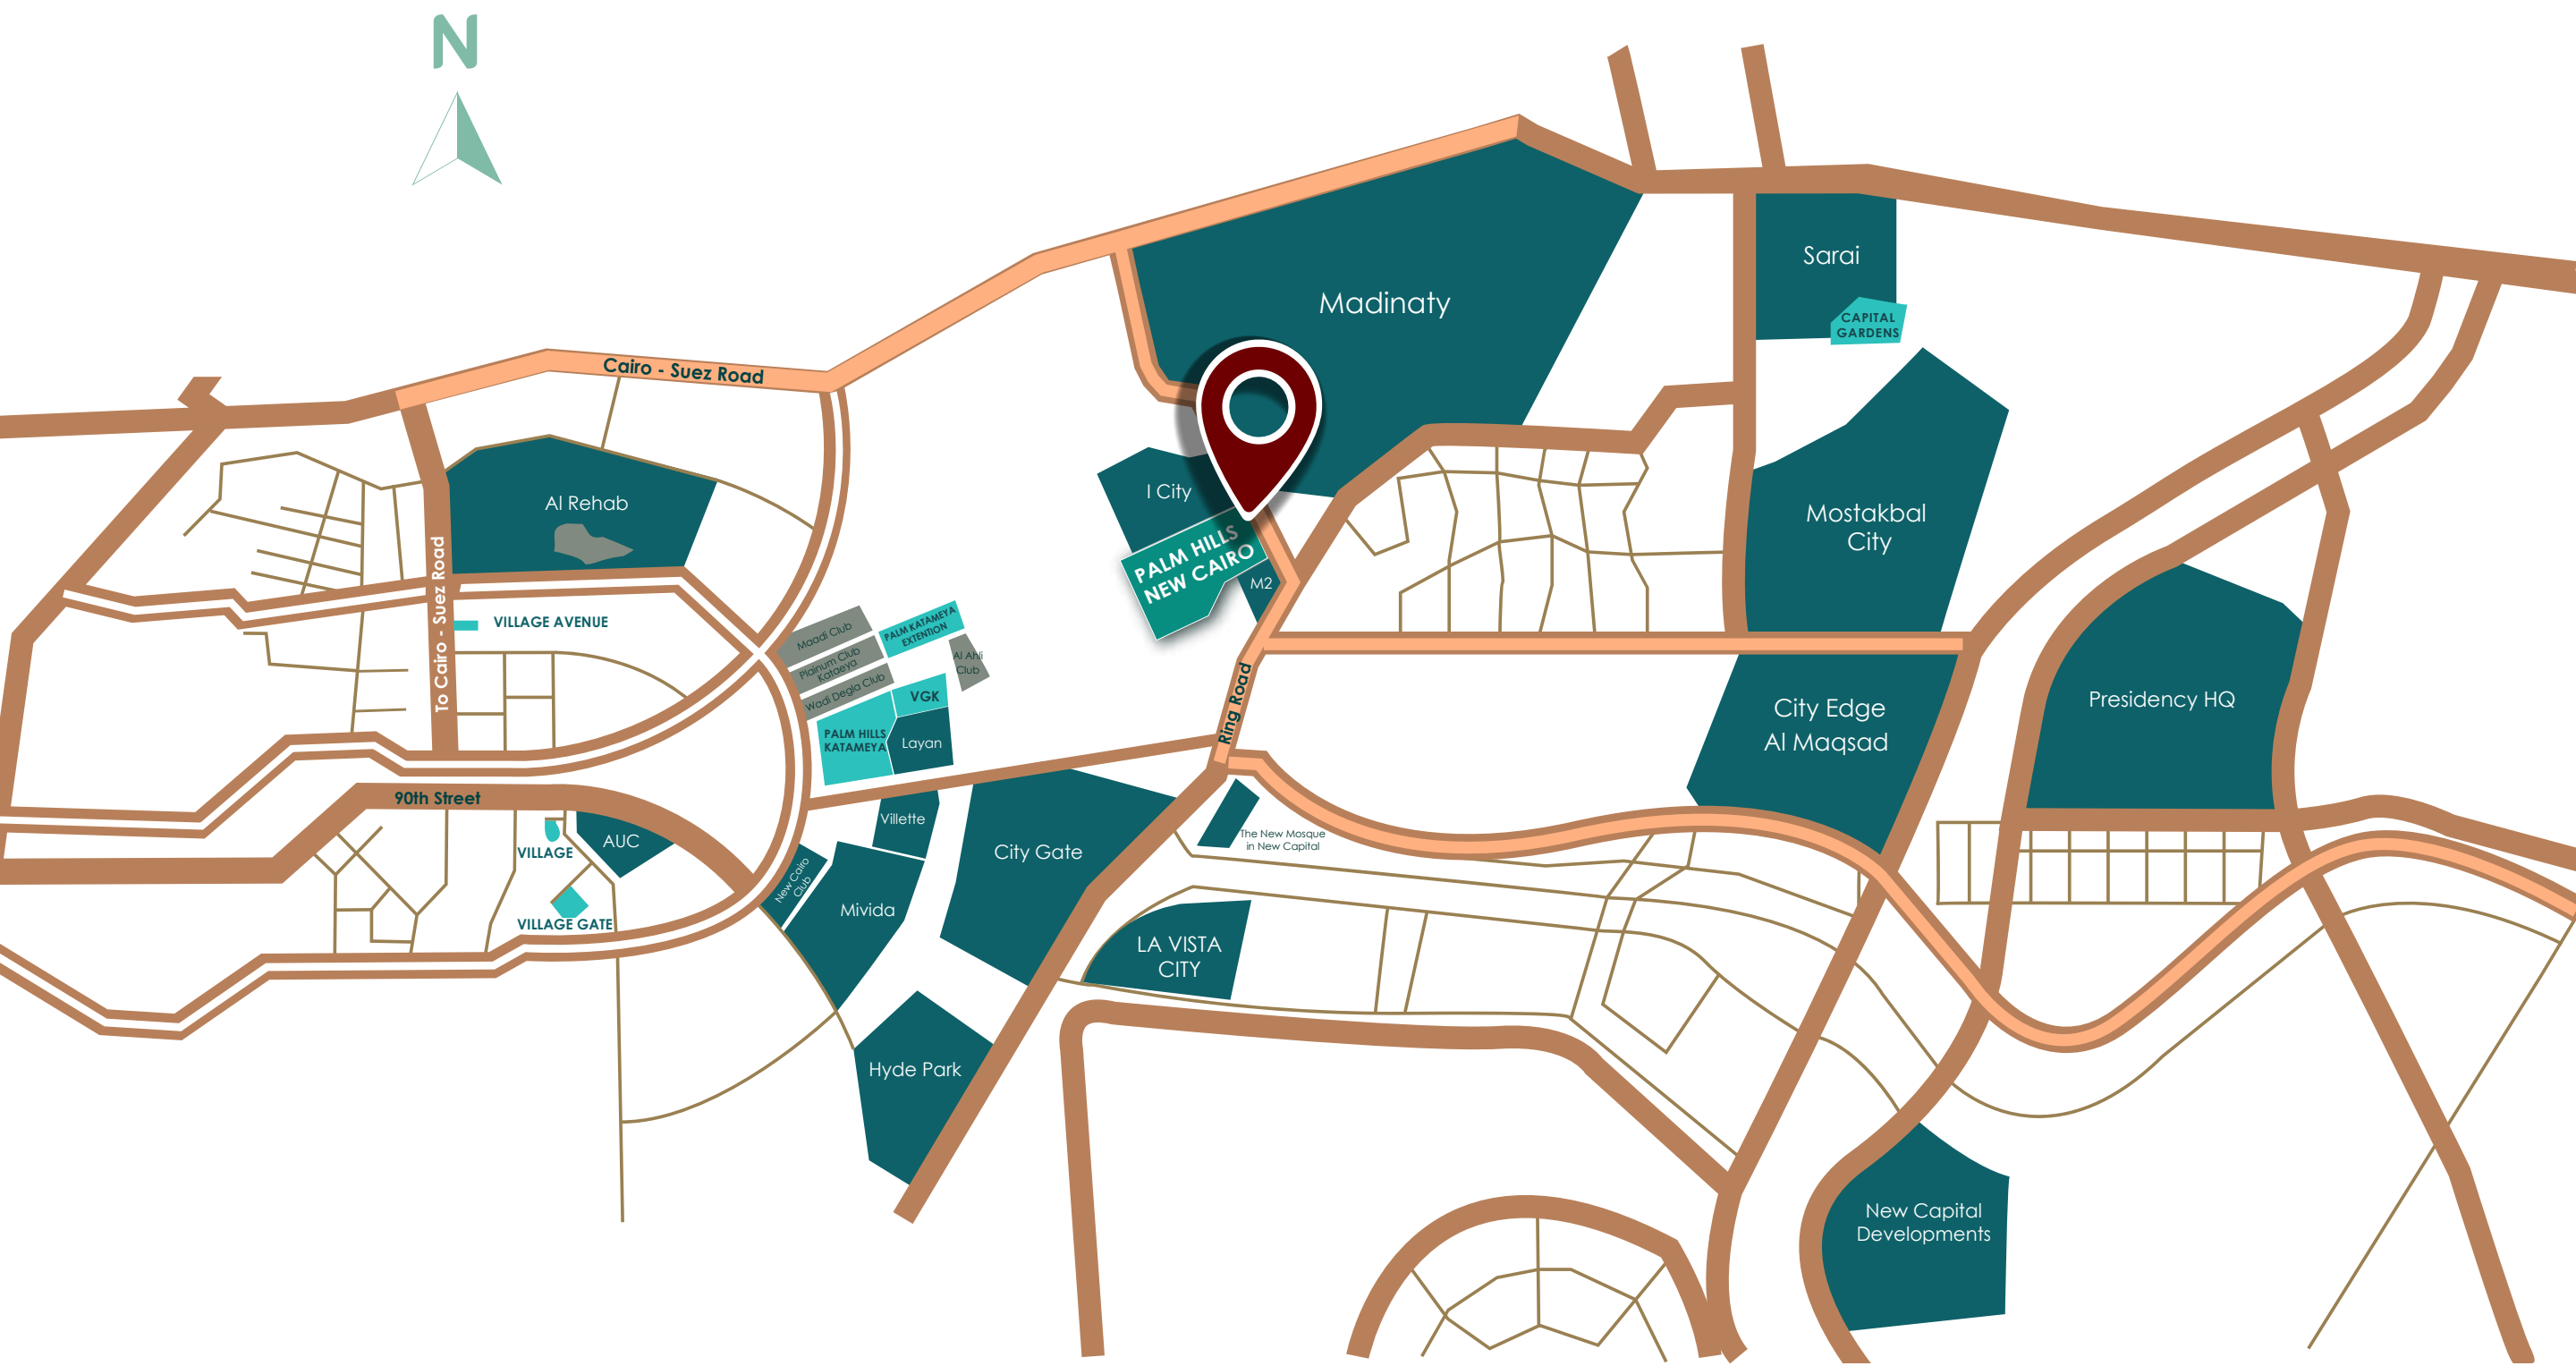 N
Cairo - Suez Road
Madinaty
Sarai
CAPITAL
GARDENS
Al Rehab
I City
PALM HILLS
NEW CAIRO
M2
Mostakbal
City
To Cairo - Suez Road
VILLAGE AVENUE
Maadi Club
Plainum Club
Kataeya
Wadi Degla Club
PALM KATAMEYA
EXTENTION
Al Ahli
Club
VGK
PALM HILLS
KATAMEYA
Layan
Ring Road
City Edge
Al Maqsad
Presidency HQ
90th Street
VILLAGE
AUC
VILLAGE GATE
Villette
New Cairo
Club
Mivida
City Gate
The New Mosque
in New Capital
LA VISTA
CITY
Hyde Park
New Capital
Developments